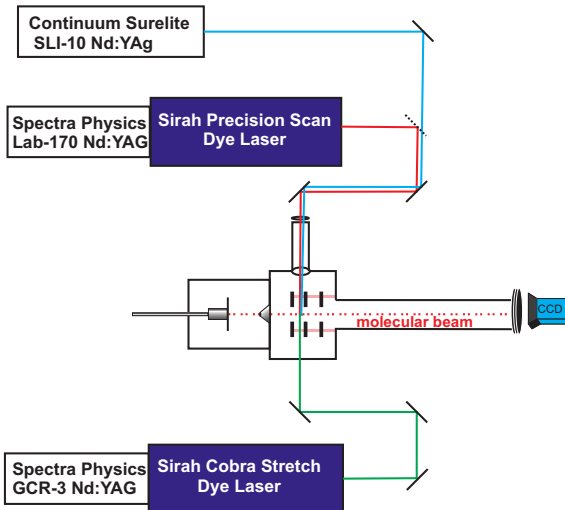 Continuum Surelite
SLI-10 Nd:YAg
Spectra Physics
Lab-170 Nd:YAG
Sirah Precision Scan
Dye Laser
CCD
molecular beam
Spectra Physics
GCR-3 Nd:YAG
Sirah Cobra Stretch
Dye Laser